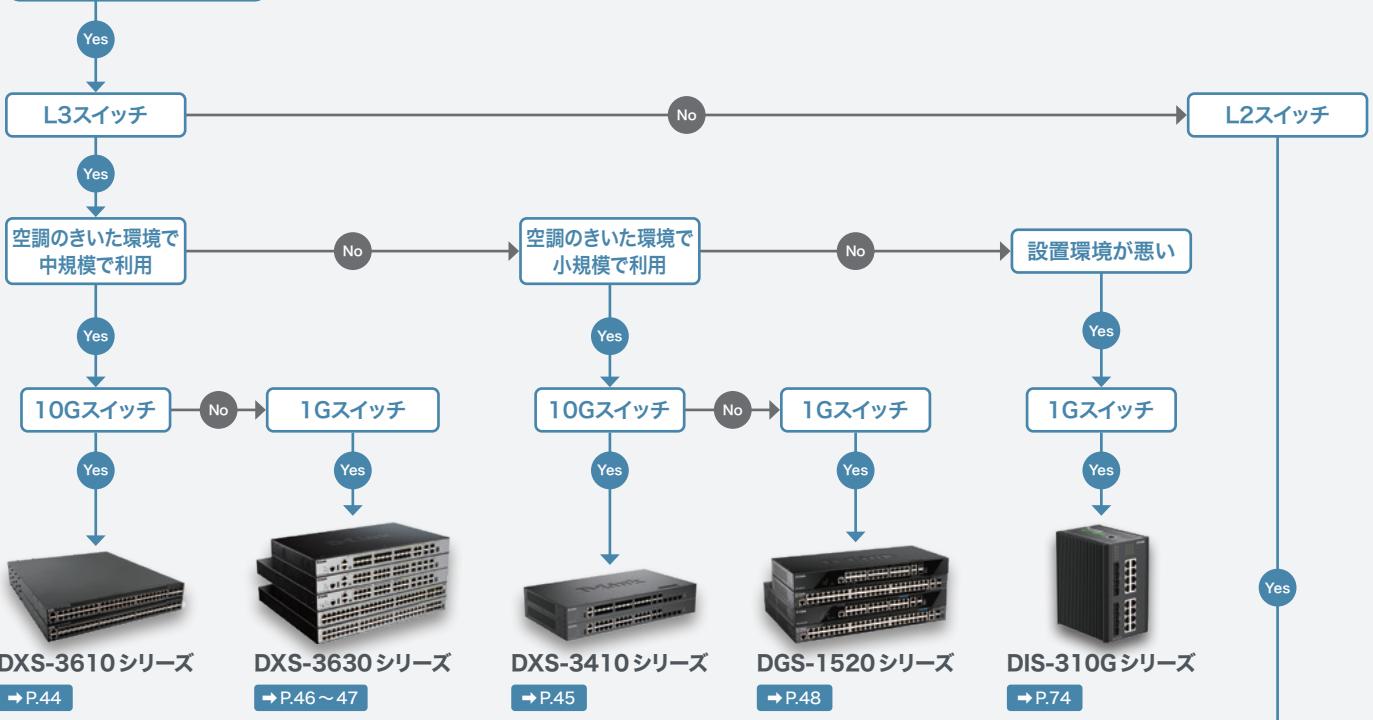 Yes
L3スイッチ
No
L2スイッチ
Yes
空調のきいた環境で
中規模で利用
No
空調のきいた環境で
小規模で利用
No
設置環境が悪い
Yes
Yes
Yes
10Gスイッチ
No
1Gスイッチ
10Gスイッチ
No
1Gスイッチ
1Gスイッチ
Yes
Yes
Yes
Yes
Yes
Yes
DXS-3610シリーズ
DXS-3630シリーズ
DXS-3410シリーズ
DGS-1520シリーズ
DIS-310Gシリーズ
➡P.44
➡P.46~47
➡P.45
➡P.48
➡P.74